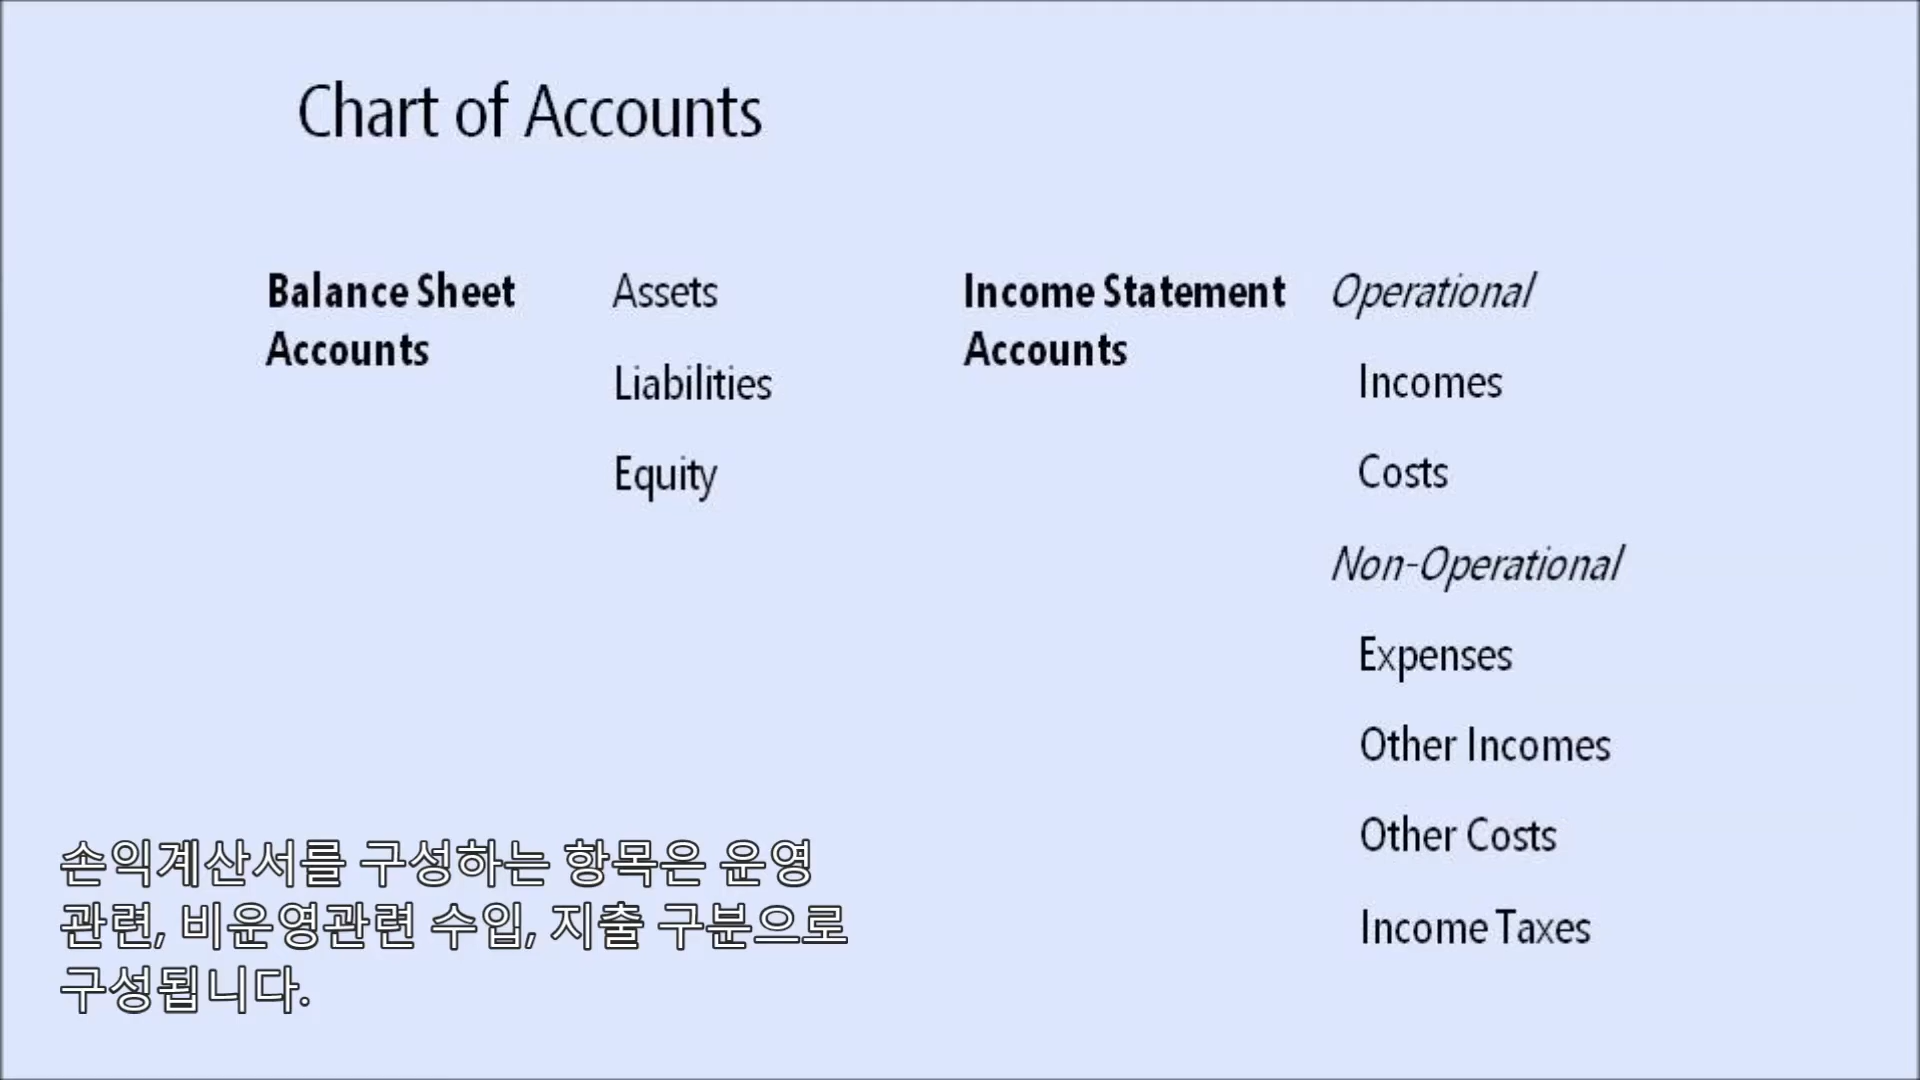 Chart of Accounts
Balance Sheet
Accounts
Assets
Liabilities
Equity
Income Statement
Accounts
Operational
Incomes
Costs
Non-Operational
Expenses
Other Incomes
Other Costs
Income Taxes
손익계산서를 구성하는 항목은 운영
관련, 비운영관련 수입, 지출 구분으로
구성됩니다.